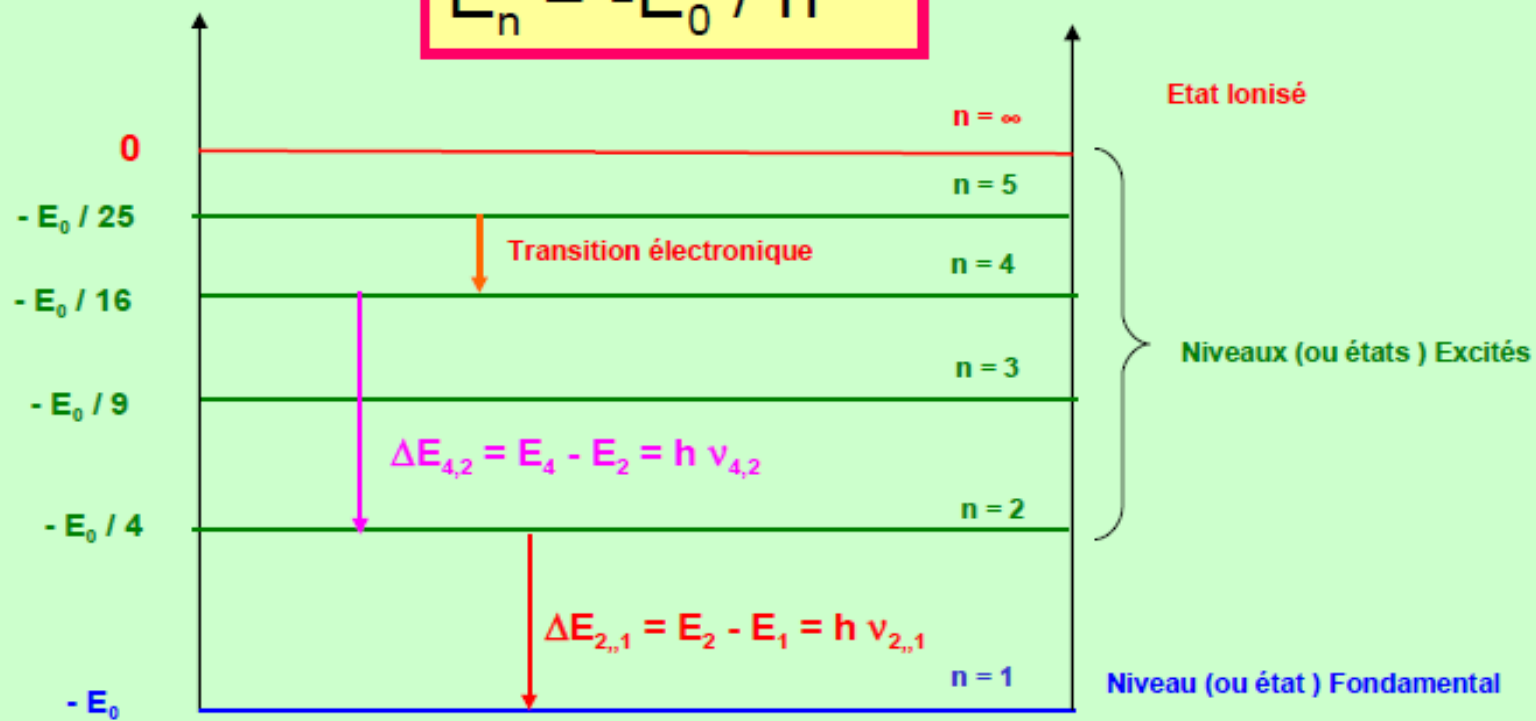 Eₙ = -E₀ / n
Etat Ionisé
n = ∞
0
n = 5
- E₀ / 25
Transition électronique
n = 4
- E₀ / 16
n = 3
Niveaux (ou états ) Excités
- E₀ / 9
ΔE₄,₂ = E₄ - E₂ = h ν₄,₂
n = 2
- E₀ / 4
ΔE₂,,₁ = E₂ - E₁ = h ν₂,,₁
n = 1
Niveau (ou état ) Fondamental
- E₀